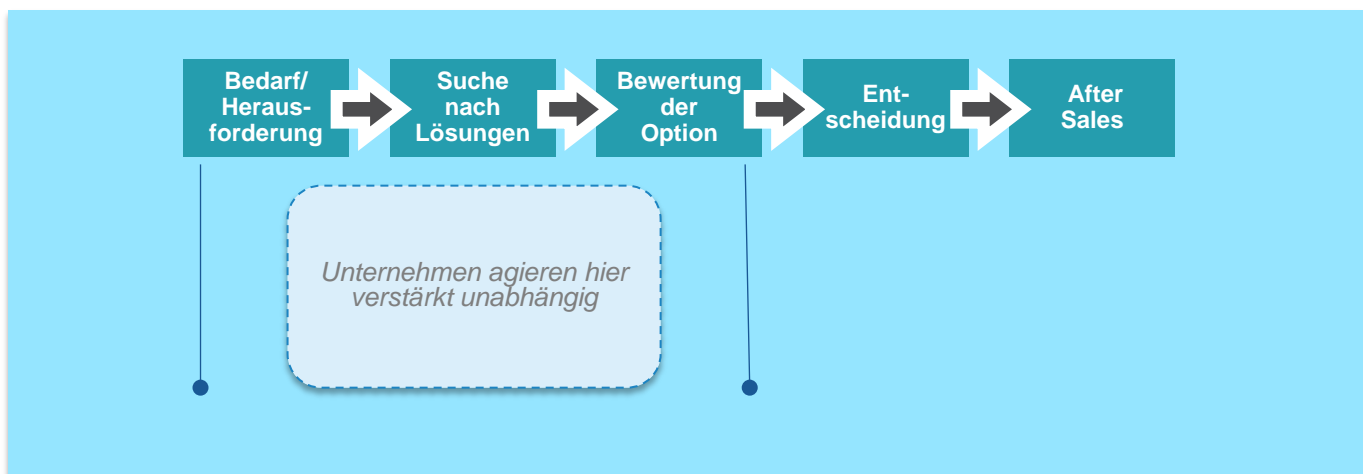 Bedarf/
Heraus-
forderung
Suche
nach
Lösungen
Bewertung
der
Option
Ent-
scheidung
After
Sales
Unternehmen agieren hier
verstärkt unabhängig